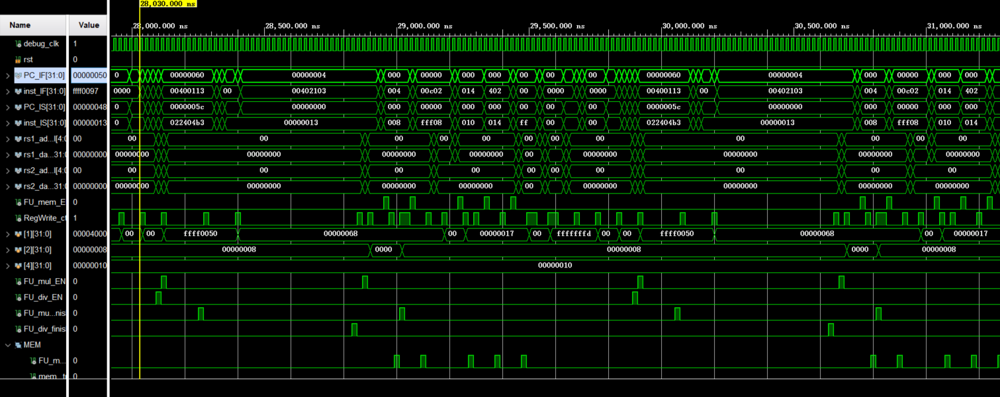 28,030.000 ns
Name Value 28,000.000 ns 28,500.000 ns 29,000.000 ns 29,500.000 ns 30,000.000 ns 30,500.000 ns 31,000.000 ns
debug_clk 1
rst 0
PC_IF[31:0] 00000050 0 00000060 00000004 000 00000 000 000 00 00 00 00000060 00000004 000 00000 000 000
inst_IF[31:0] ffff0097 0000 00400113 00 00402103 004 00c02 014 402 00 0000 0000 00400113 00 00402103 004 00c02 014 402
PC_IS[31:0] 00000048 0 0000005c 00000000 000 00000 000 000 00 00 00 0000005c 00000000 000 00000 000 000
inst_IS[31:0] 00000013 0 022404b3 00000013 008 fff08 010 014 ff 00 00 022404b3 00000013 008 fff08 010 014
rs1_ad...l[4:0 00 00 00 00 00 00 00 00 00 00 00 00 00
rs1_da...31:0 00000000 00000000 00000000 00000000 00000000 00 00000000 00000000 00000000 00000000
rs2_ad...l[4:0 00 00 00 00 00 00 00 00 00 00 00
rs2_da...31:0 00000000 00000000 00000000 00000000 00000000 00 00000000 00000000 00000000 00000000
FU_mem_E 0
RegWrite_ct 1
[1][31:0] 00004000 00 00 ffff0050 00000068 00 00000017 00 fffffffd 00 00 ffff0050 00000068 00 00000017
[2][31:0] 00000008 00000008 0000 00000008 0000 00000008
[4][31:0] 00000010 00000010
FU_mul_EN 0
FU_div_EN 0
FU_mu...nis 0
FU_div_finis 0
MEM
FU_m... 0
mem_t 0